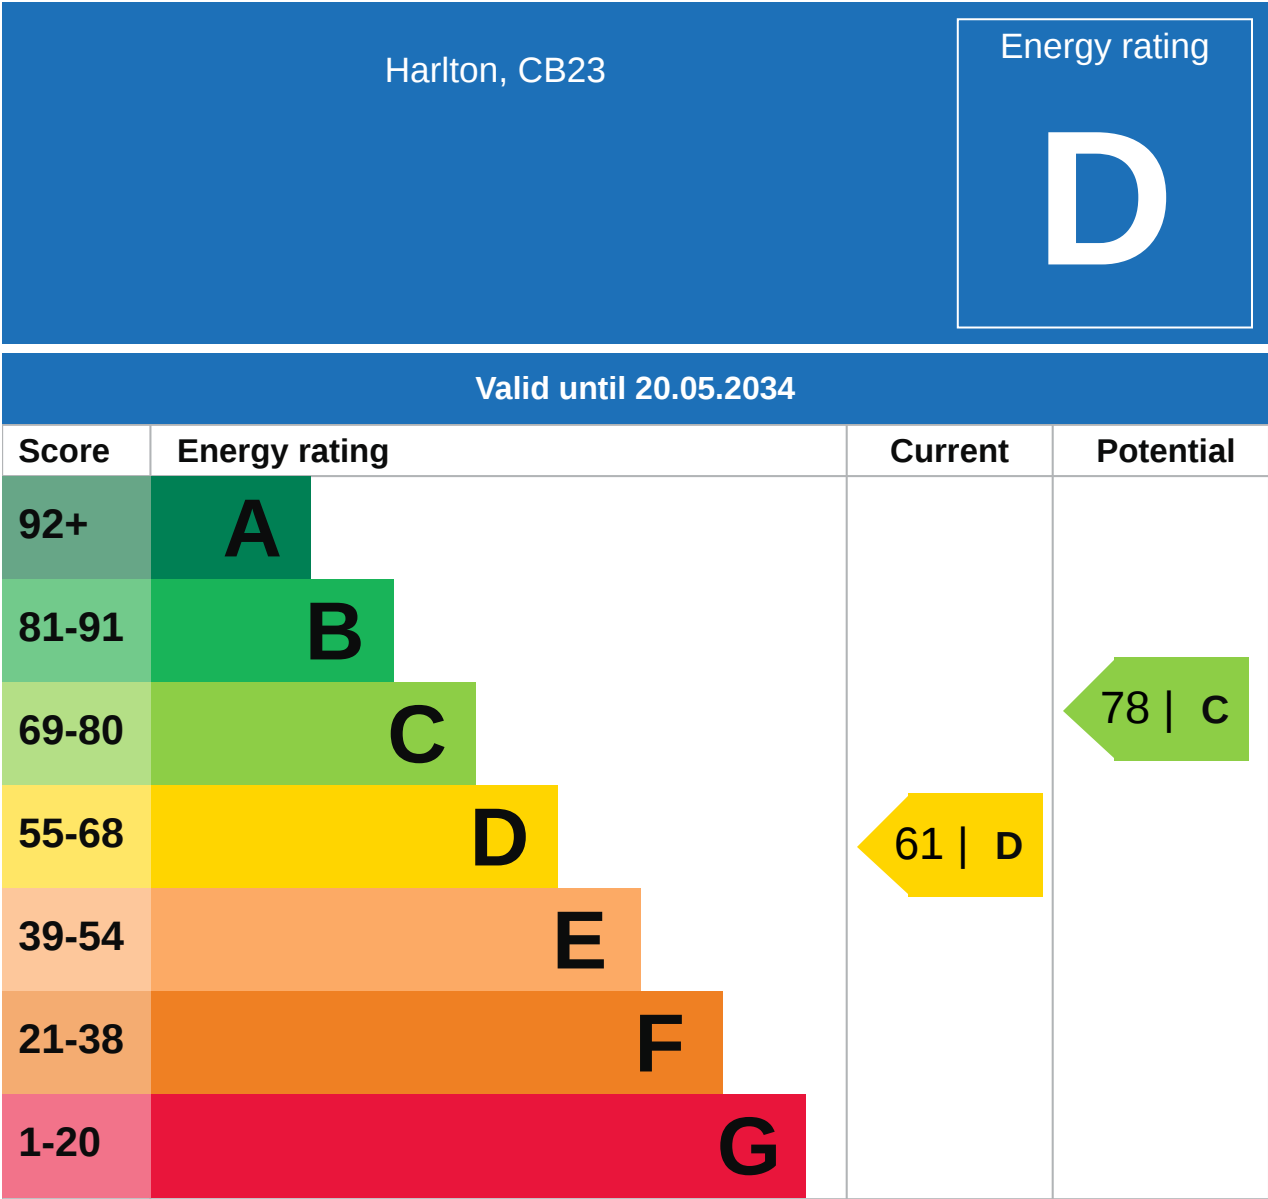 Harlton, CB23
Energy rating
D
Valid until 20.05.2034
Score Energy rating Current Potential
92+ A
81-91 B
69-80 C
78 | C
55-68 D
61 | D
39-54 E
21-38 F
1-20 G